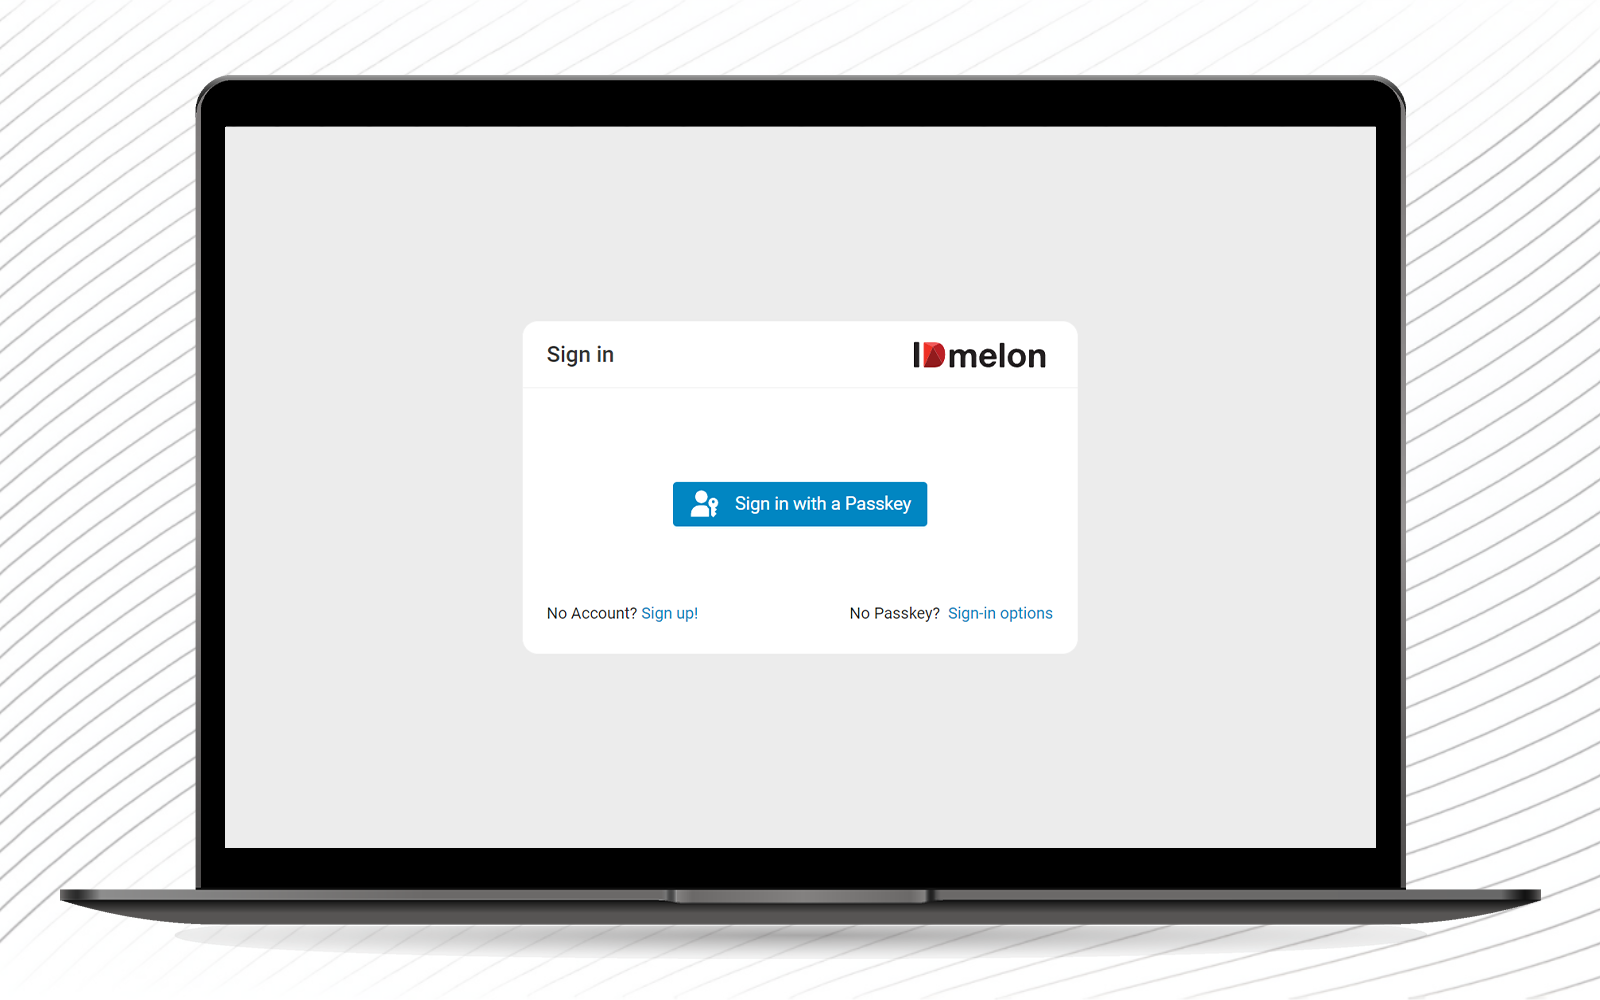 Sign in
IDmelon
Sign in with a Passkey
No Account? Sign up!
No Passkey? Sign-in options